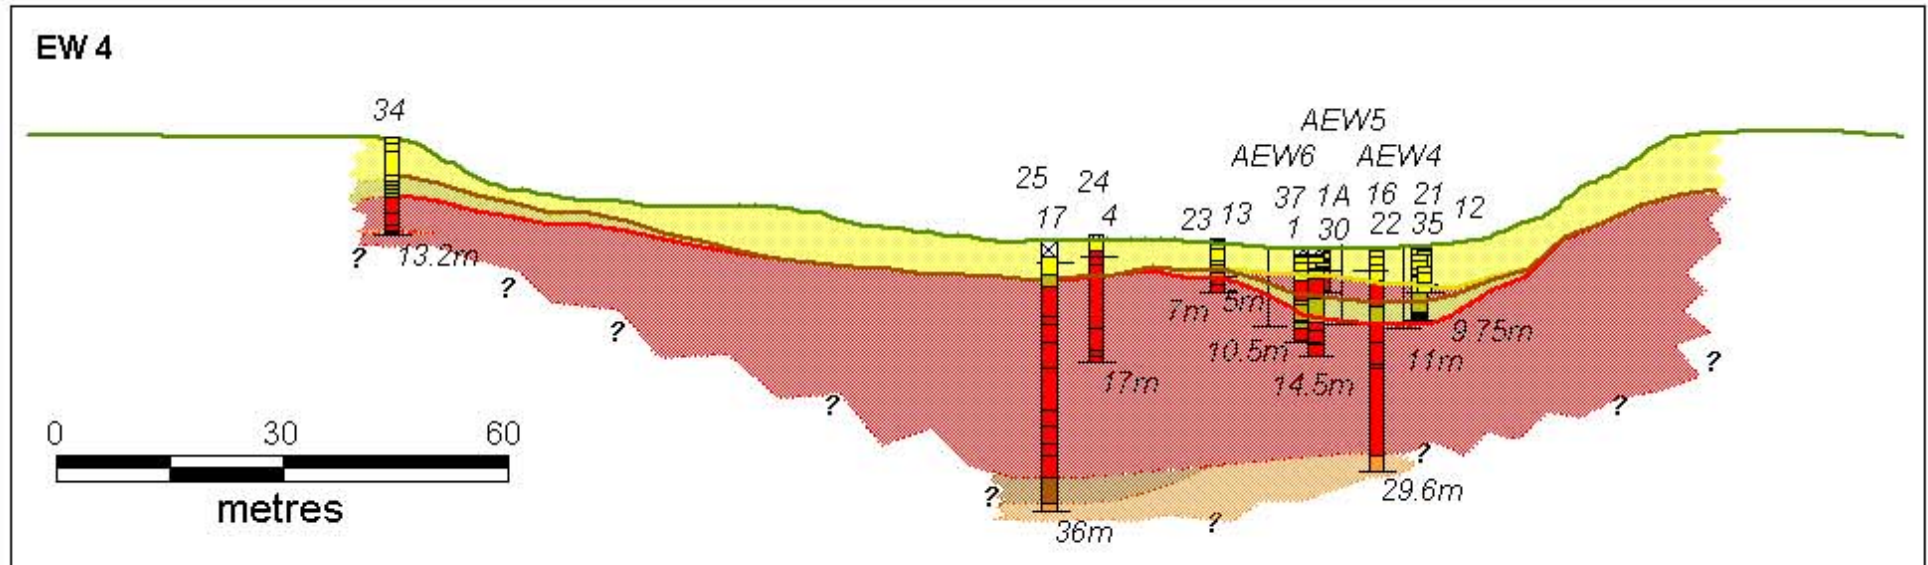 EW 4
34
AEW5
AEW6 AEW4
25 24 37 1A 16 21
17 4 23 13 1 30 22 35 12
? 13.2m
?
?
7m 5m
10.5m 11m 9.75m
17m 14.5m
?
? ?
0 30 60
metres
?
29.6m
?
36m ?